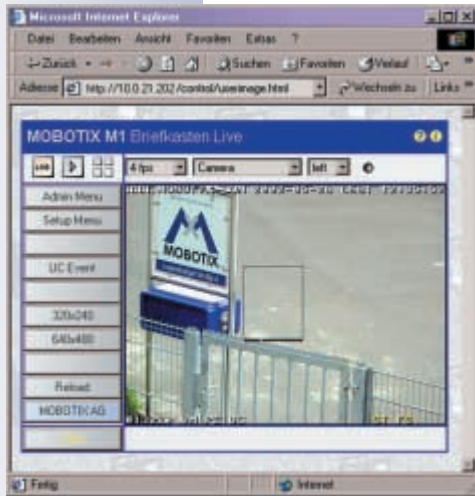 Microsoft Internet Explorer
Datei Bearbeiten Ansicht Favoriten Extras ?
Zurück Suchen Favoriten Verlauf
Adresse http://10.0.21.202/control/userimage.html Wechseln zu Links
MOBOTIX M1 Briefkasten Live
4 fps Camera left
Admin Menu
Setup Menu
UC Event
320x240
640x480
Reload
MOBOTIX AG
M
MOBOTIX
Fertig Internet